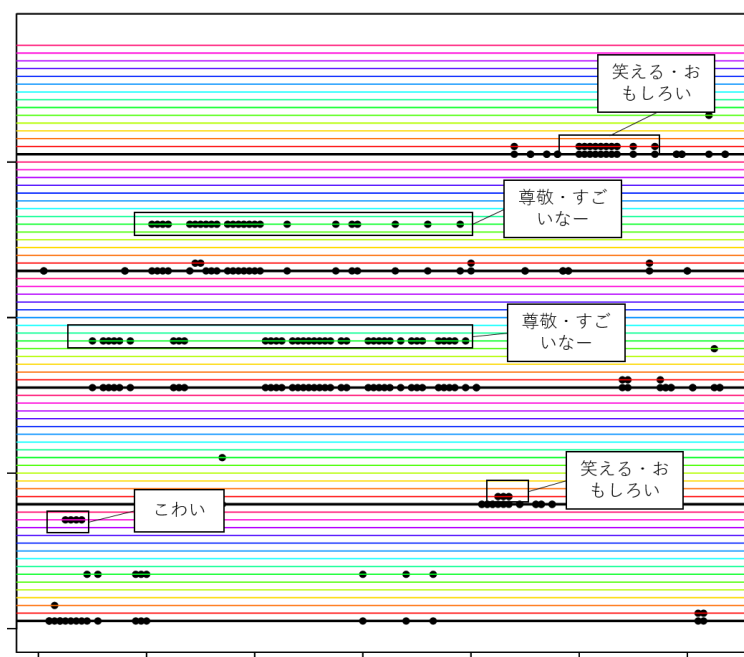 笑える・お
もしろい
尊敬・すご
いなー
尊敬・すご
いなー
笑える・お
もしろい
こわい